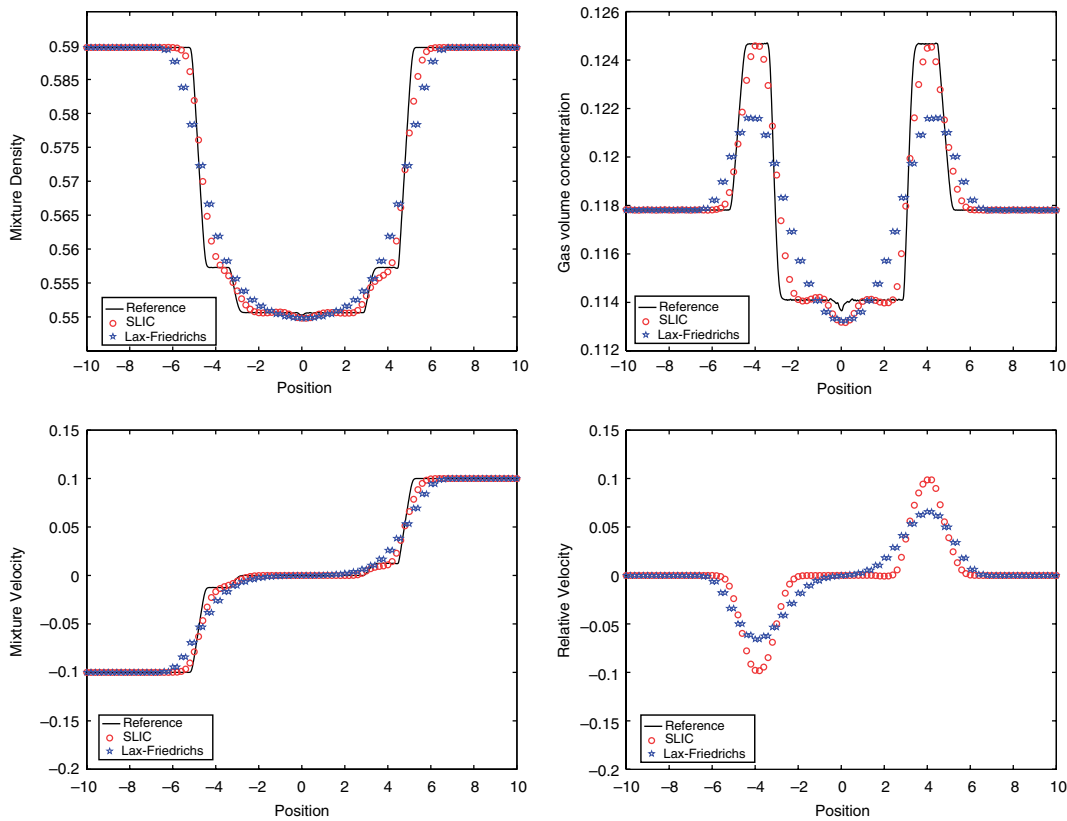 0.59
0.585
0.58
0.575
0.57
0.565
0.56
0.555
0.55
Mixture Density
Reference
SLIC
Lax-Friedrichs
−10 −8 −6 −4 −2 0 2 4 6 8 10
Position
0.126
0.124
0.122
0.12
0.118
0.116
0.114
0.112
Gas volume concentration
Reference
SLIC
Lax-Friedrichs
−10 −8 −6 −4 −2 0 2 4 6 8 10
Position
0.15
0.1
0.05
0
−0.05
−0.1
−0.15
−0.2
Mixture Velocity
Reference
SLIC
Lax-Friedrichs
−10 −8 −6 −4 −2 0 2 4 6 8 10
Position
0.15
0.1
0.05
0
−0.05
−0.1
−0.15
−0.2
Relative Velocity
Reference
SLIC
Lax-Friedrichs
−10 −8 −6 −4 −2 0 2 4 6 8 10
Position